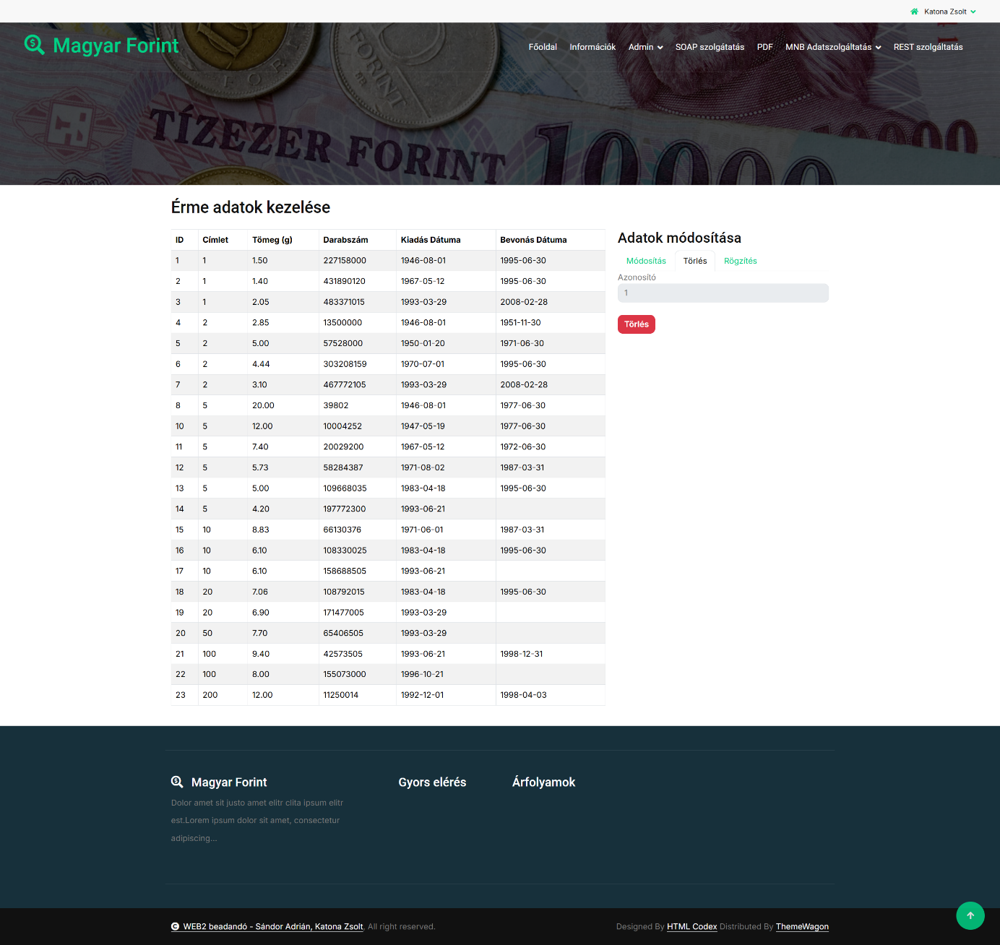 Katona Zsolt
Magyar Forint
Főoldal Információk Admin SOAP szolgátatás PDF MNB Adatszolgáltatás REST szolgáltatás
TÍZEZER FORINT
FORINT
10000
10000
Érme adatok kezelése
ID Címlet Tömeg (g) Darabszám Kiadás Dátuma Bevonás Dátuma
1 1 1.50 227158000 1946-08-01 1995-06-30
2 1 1.40 431890120 1967-05-12 1995-06-30
3 1 2.05 483371015 1993-03-29 2008-02-28
4 2 2.85 13500000 1946-08-01 1951-11-30
5 2 5.00 57528000 1950-01-20 1971-06-30
6 2 4.44 303208159 1970-07-01 1995-06-30
7 2 3.10 467772105 1993-03-29 2008-02-28
8 5 20.00 39802 1946-08-01 1977-06-30
10 5 12.00 10004252 1947-05-19 1977-06-30
11 5 7.40 20029200 1967-05-12 1972-06-30
12 5 5.73 58284387 1971-08-02 1987-03-31
13 5 5.00 109668035 1983-04-18 1995-06-30
14 5 4.20 197772300 1993-06-21
15 10 8.83 66130376 1971-06-01 1987-03-31
16 10 6.10 108330025 1983-04-18 1995-06-30
17 10 6.10 158688505 1993-06-21
18 20 7.06 108792015 1983-04-18 1995-06-30
19 20 6.90 171477005 1993-03-29
20 50 7.70 65406505 1993-03-29
21 100 9.40 42573505 1993-06-21 1998-12-31
22 100 8.00 155073000 1996-10-21
23 200 12.00 11250014 1992-12-01 1998-04-03
Adatok módosítása
Módosítás Törlés Rögzítés
Azonosító
1
Törlés
Magyar Forint
Dolor amet sit justo amet elitr clita ipsum elitr
est.Lorem ipsum dolor sit amet, consectetur
adipiscing...
Gyors elérés
Árfolyamok
WEB2 beadandó - Sándor Adrián, Katona Zsolt, All right reserved.
Designed By HTML Codex Distributed By ThemeWagon